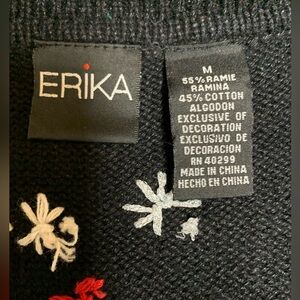 ERIKA
M
55% RAMIE
RAMINA
45% COTTON
ALGODON
EXCLUSIVE OF
DECORATION
EXCLUSIVO DE
DECORACION
RN 40299
MADE IN CHINA
HECHO EN CHINA